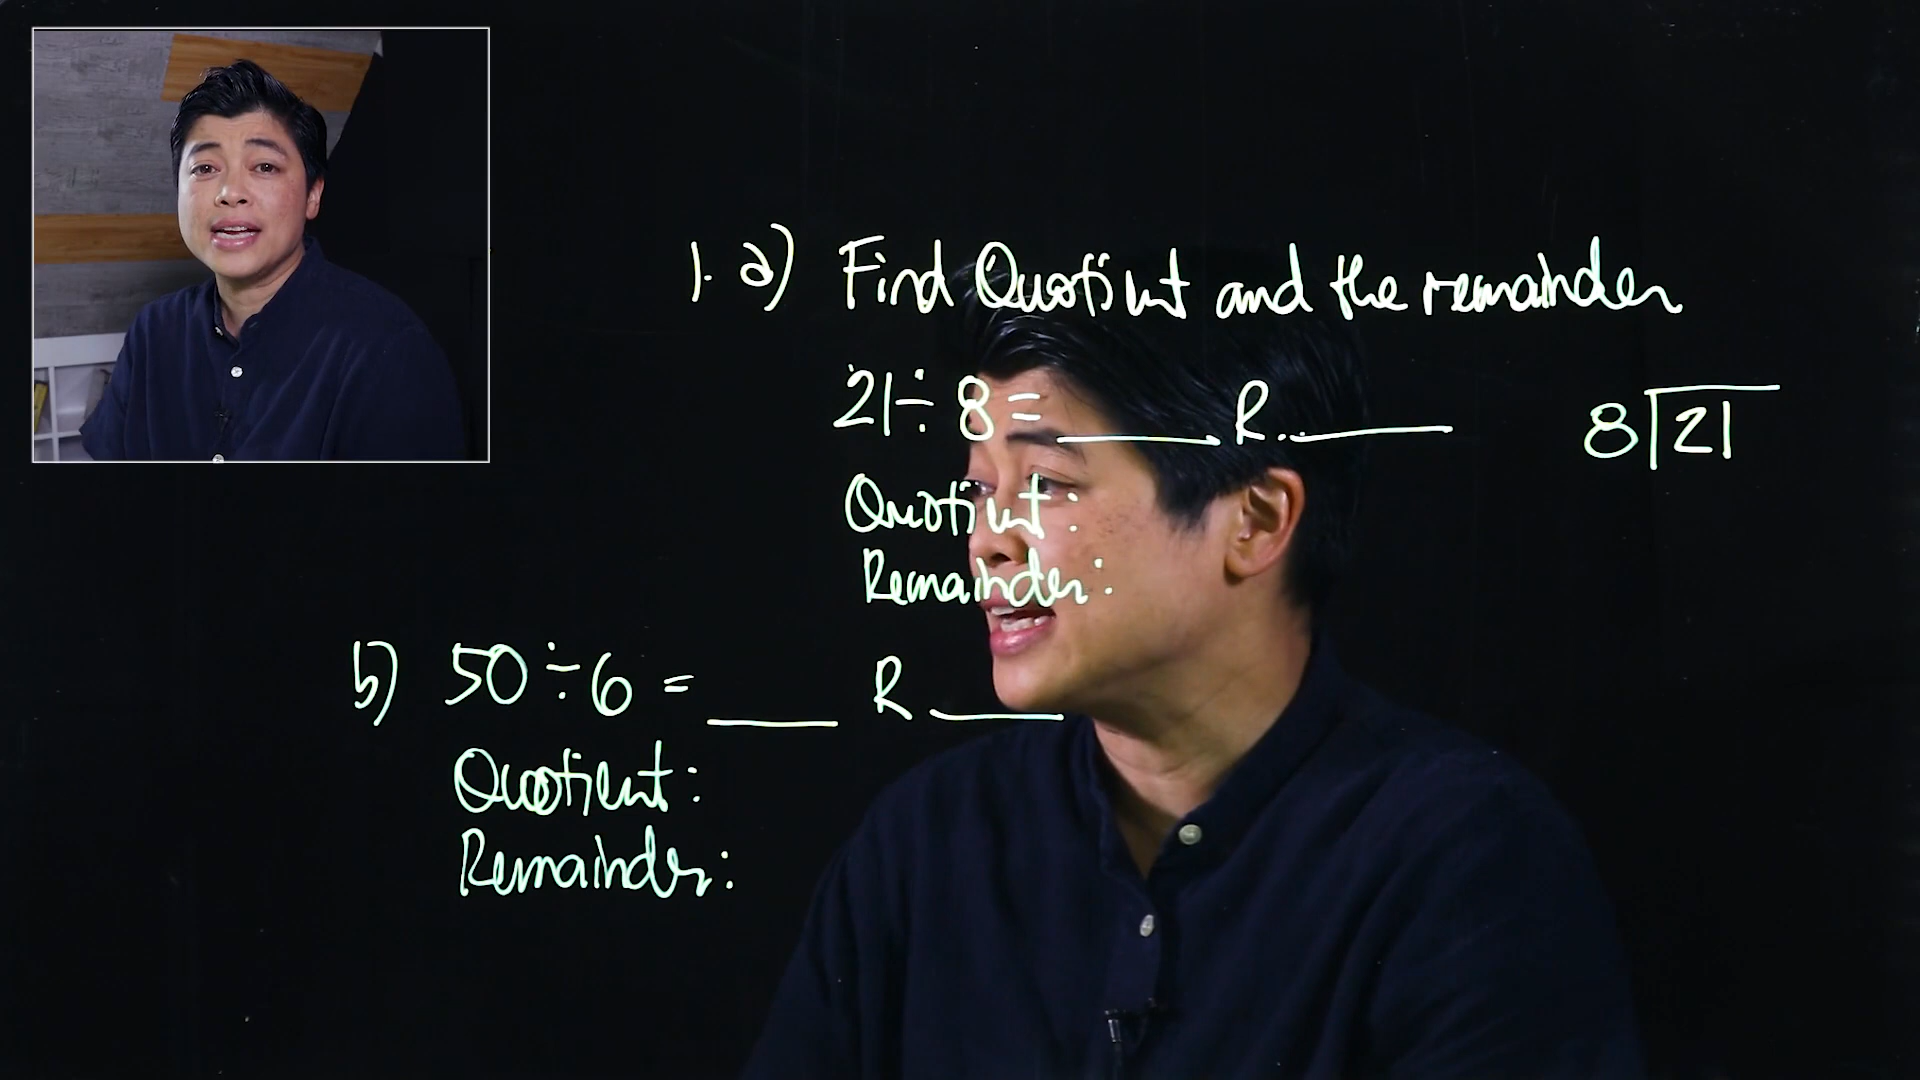 1. a) Find Quotient and the remainder
21 ÷ 8 = ____ R ____ 8⟌21
Quotient:
Remainder:
b) 50 ÷ 6 = ____ R ____
Quotient:
Remainder: